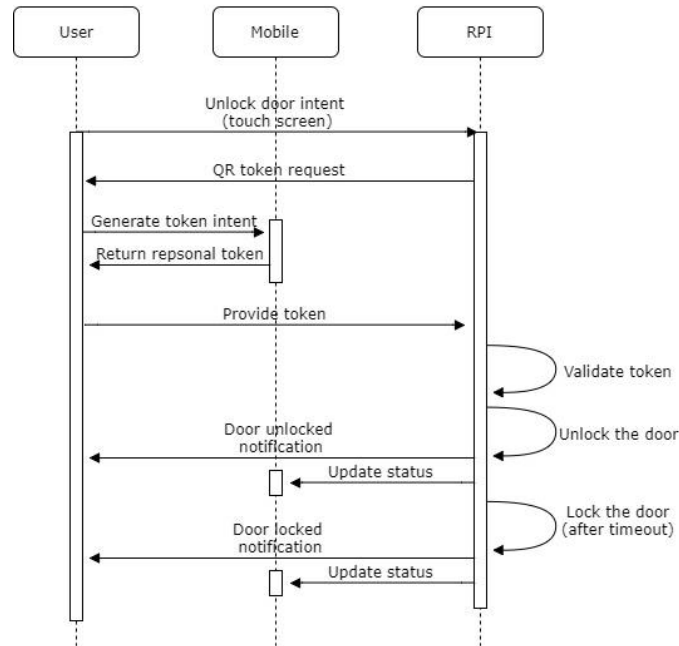 User
Mobile
RPI
Unlock door intent
(touch screen)
QR token request
Generate token intent
Return repsonal token
Provide token
Validate token
Door unlocked
notification
Unlock the door
Update status
Lock the door
(after timeout)
Door locked
notification
Update status